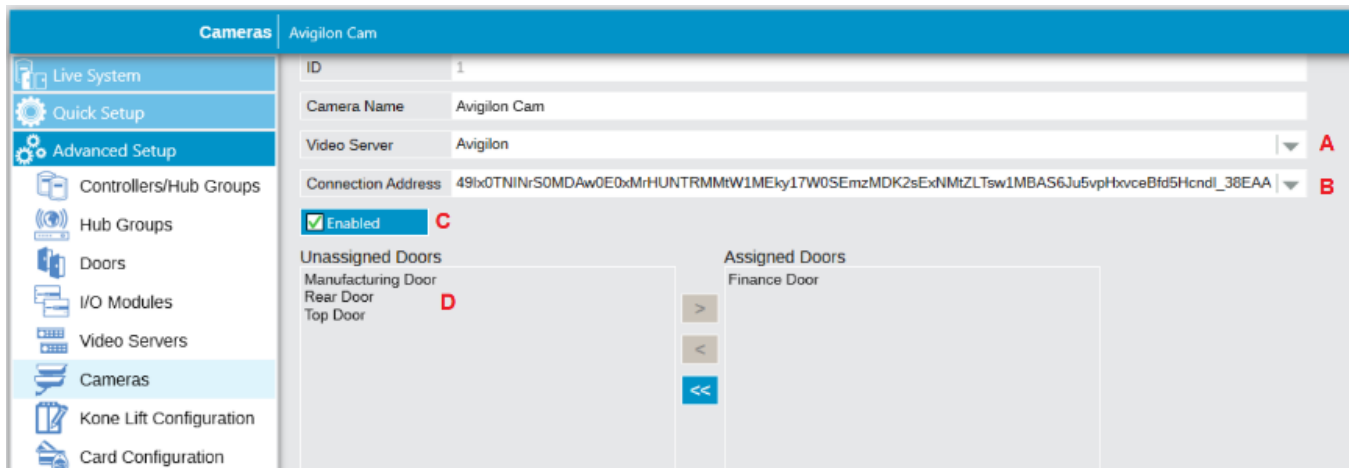 Cameras Avigilon Cam
Live System
Quick Setup
Advanced Setup
Controllers/Hub Groups
Hub Groups
Doors
I/O Modules
Video Servers
Cameras
Kone Lift Configuration
Card Configuration
ID 1
Camera Name Avigilon Cam
Video Server Avigilon A
Connection Address 49lx0TNINrS0MDAw0E0xMrHUNTRMMtW1MEky17W0SEmzMDK2sExNMtZLTsw1MBAS6Ju5vpHxvceBfd5Hcndl_38EAA B
Enabled C
Unassigned Doors Assigned Doors
Manufacturing Door Finance Door
Rear Door D
Top Door
>
<
<<